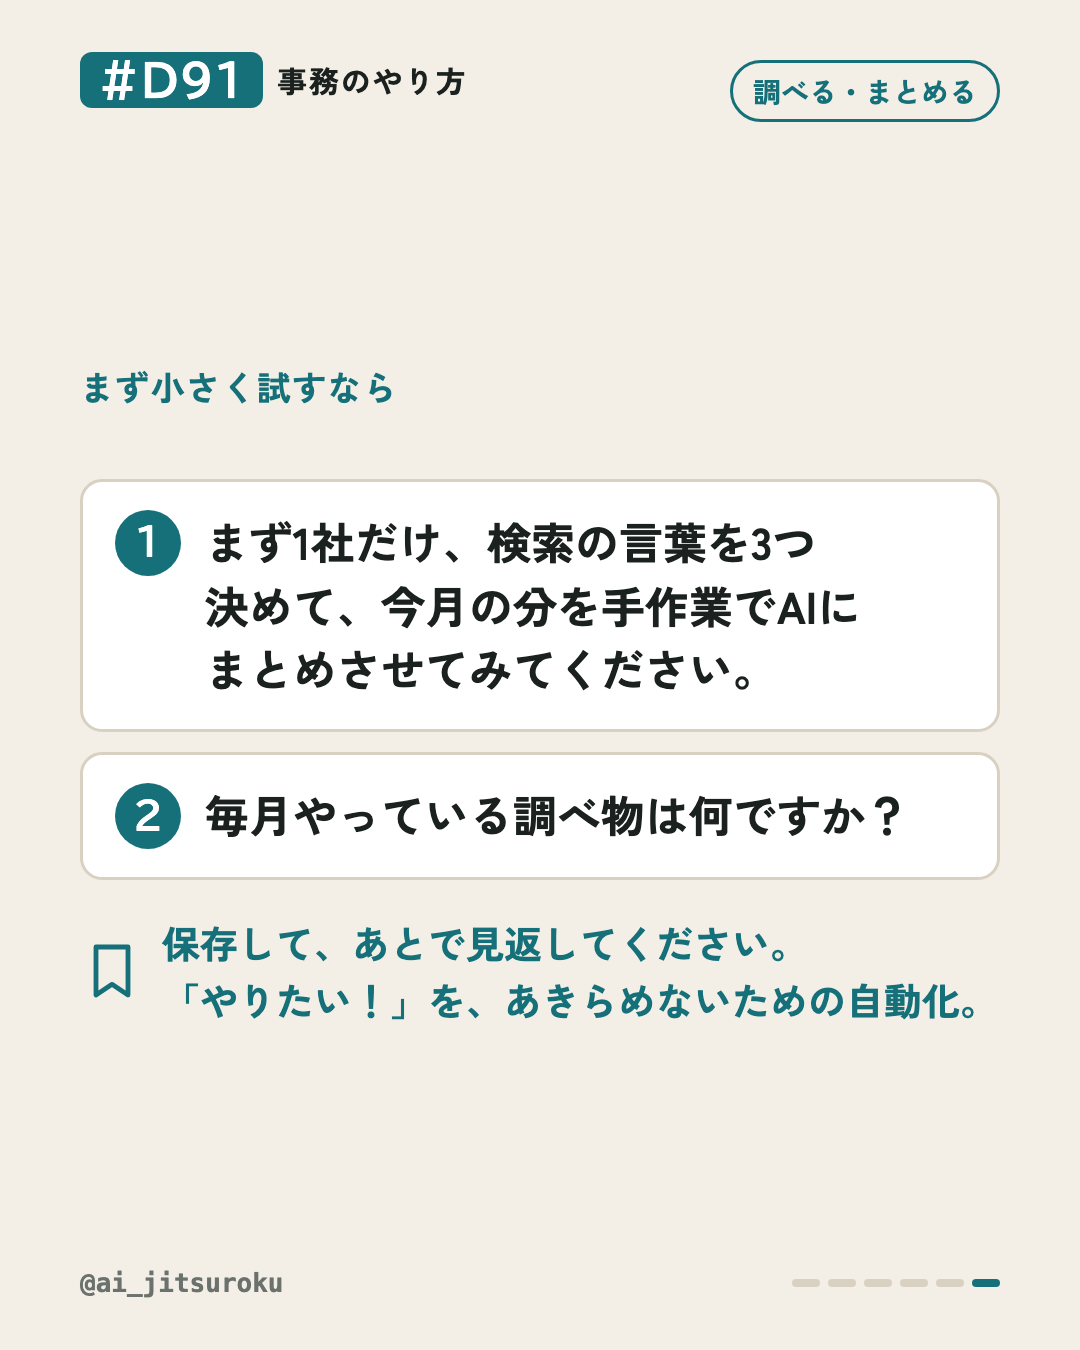 #D91 事務のやり方
調べる・まとめる
まず小さく試すなら
1 まず1社だけ、検索の言葉を3つ
決めて、今月の分を手作業でAIに
まとめさせてみてください。
2 毎月やっている調べ物は何ですか？
保存して、あとで見返してください。
「やりたい！」を、あきらめないための自動化。
@ai_jitsuroku